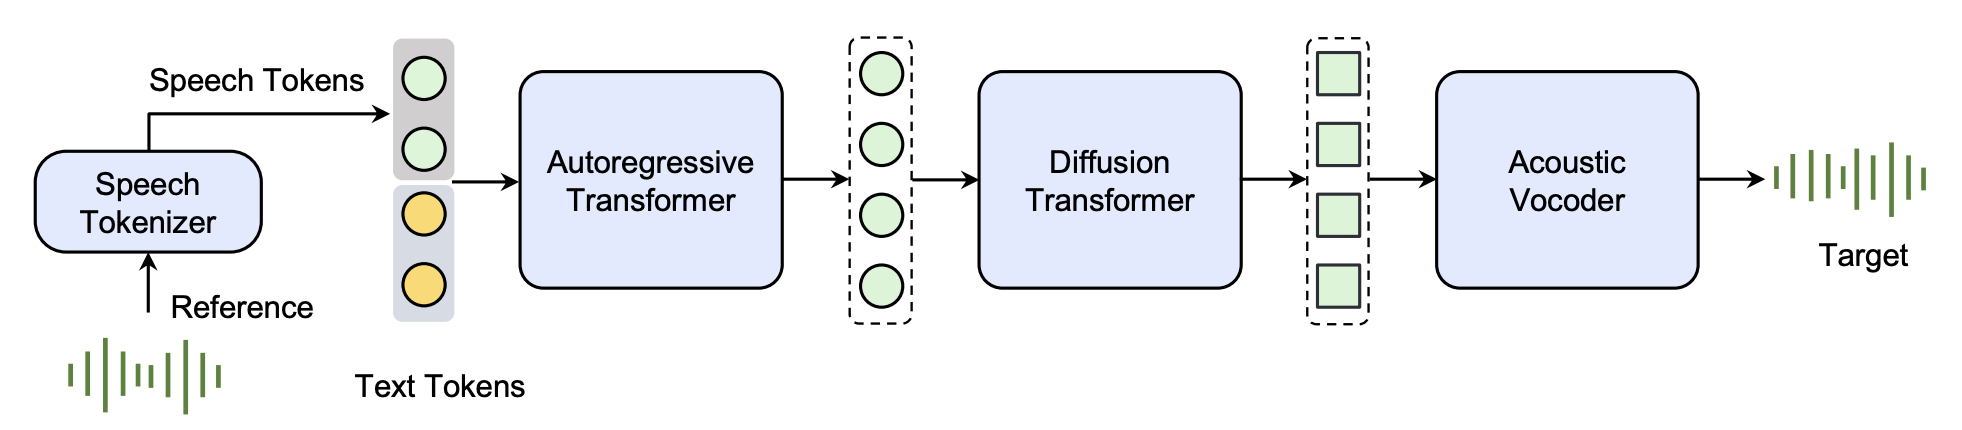 Speech Tokens
Speech
Tokenizer
Reference
Text Tokens
Autoregressive
Transformer
Diffusion
Transformer
Acoustic
Vocoder
Target